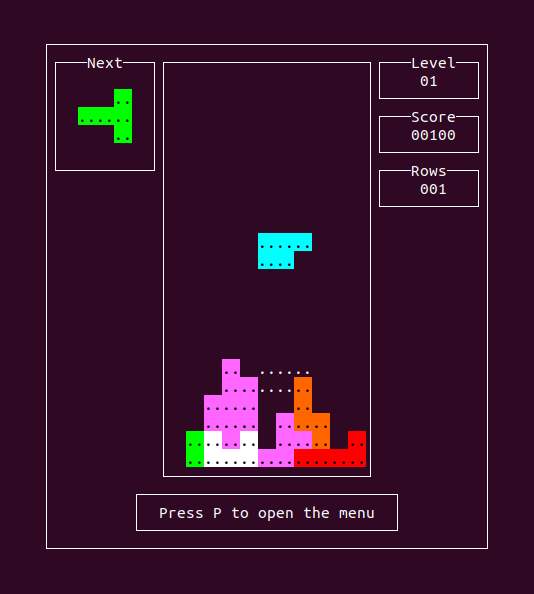 Next
Level
01
Score
00100
Rows
001
Press P to open the menu